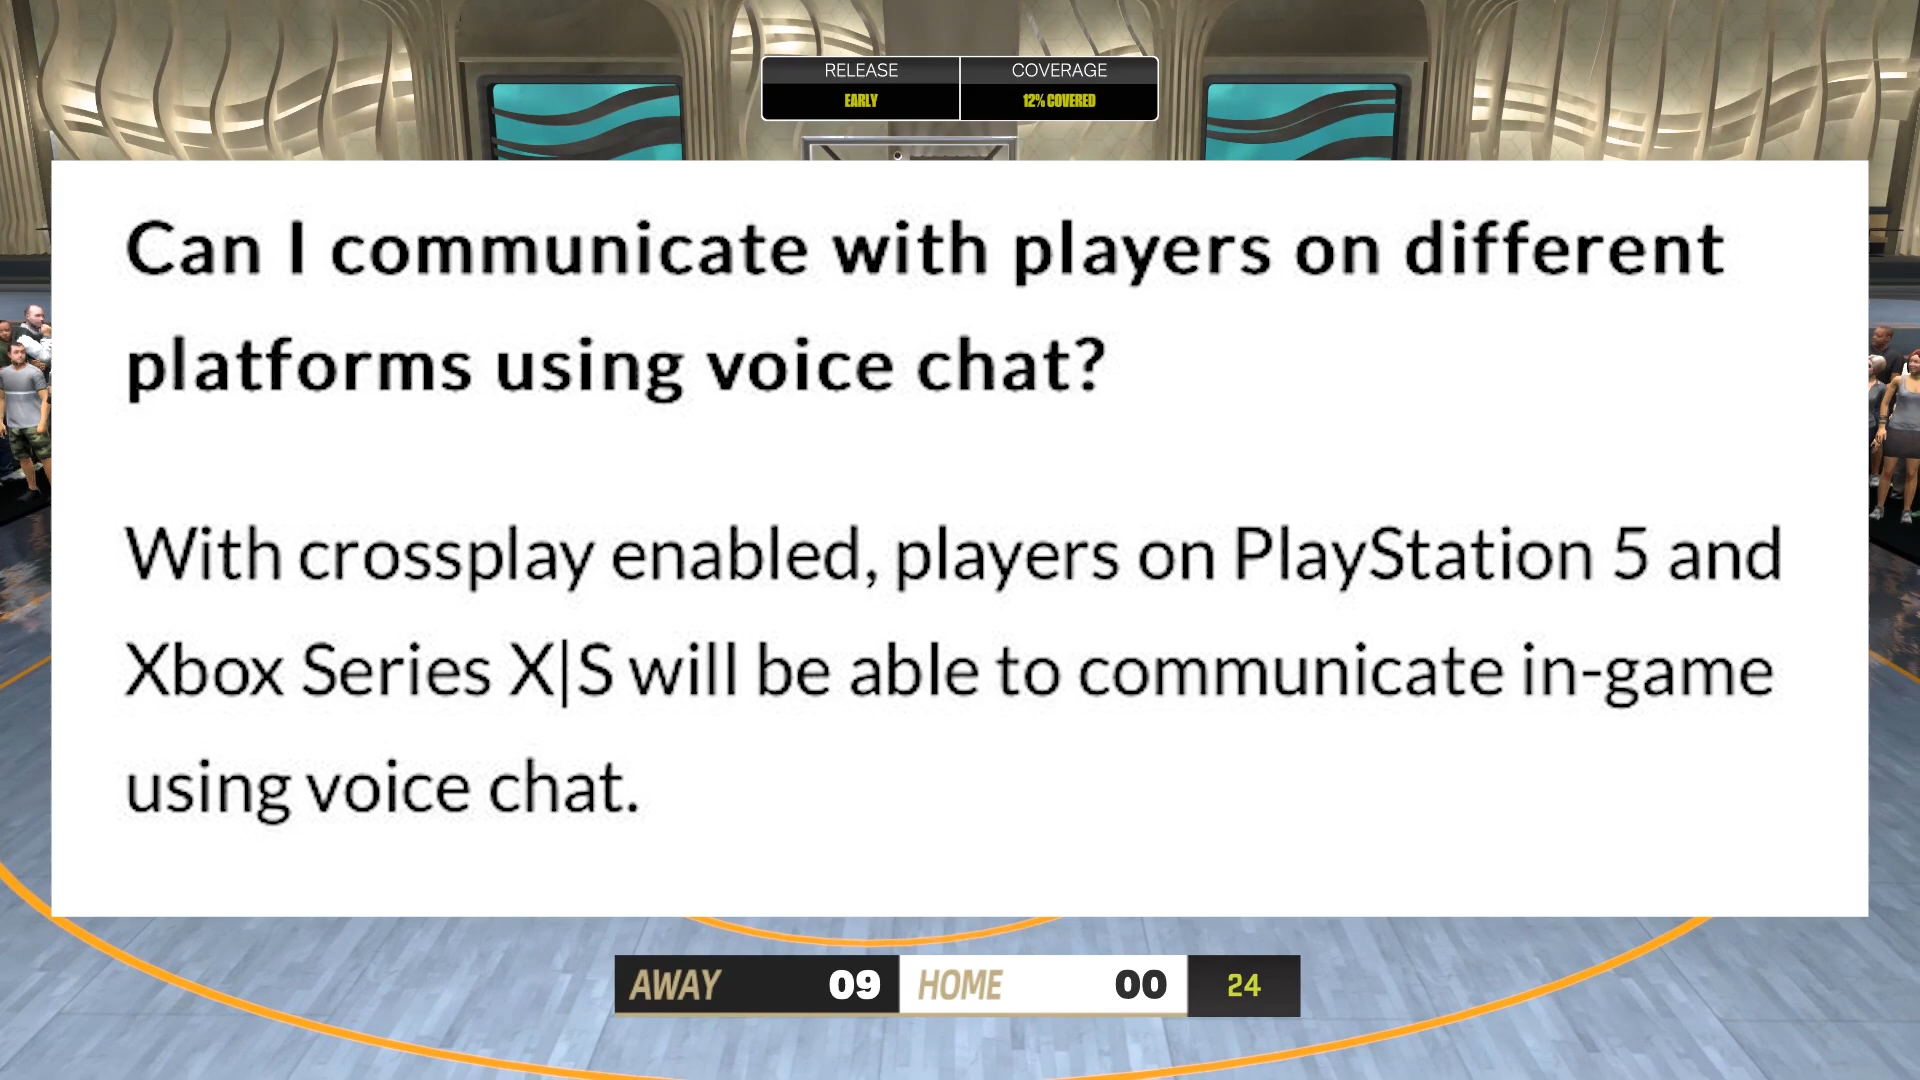 RELEASE COVERAGE
EARLY 12% COVERED
Can I communicate with players on different
platforms using voice chat?
With crossplay enabled, players on PlayStation 5 and
Xbox Series X|S will be able to communicate in-game
using voice chat.
AWAY 09 HOME 00 24